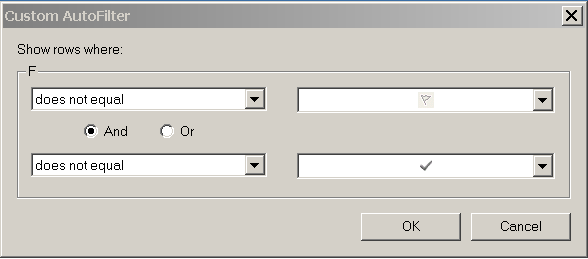 Custom AutoFilter
Show rows where:
F
does not equal
And Or
does not equal
OK Cancel